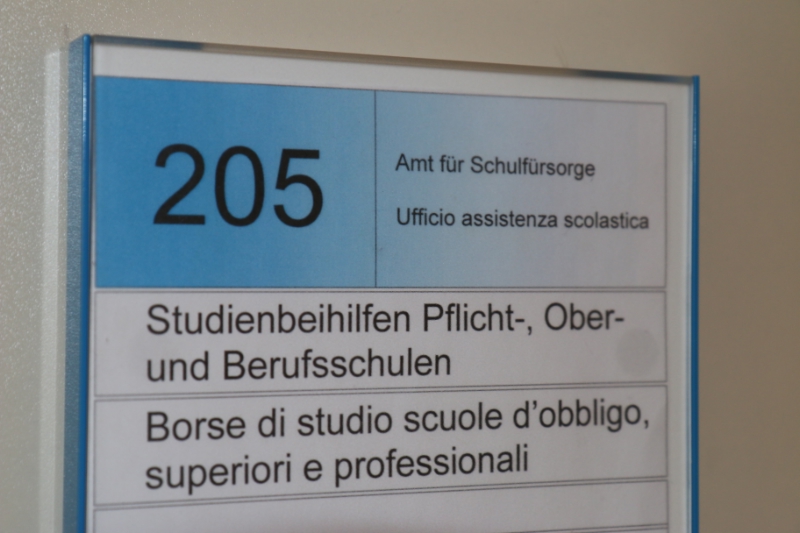 205
Amt für Schulfürsorge
Ufficio assistenza scolastica
Studienbeihilfen Pflicht-, Ober-
und Berufsschulen
Borse di studio scuole d'obbligo,
superiori e professionali